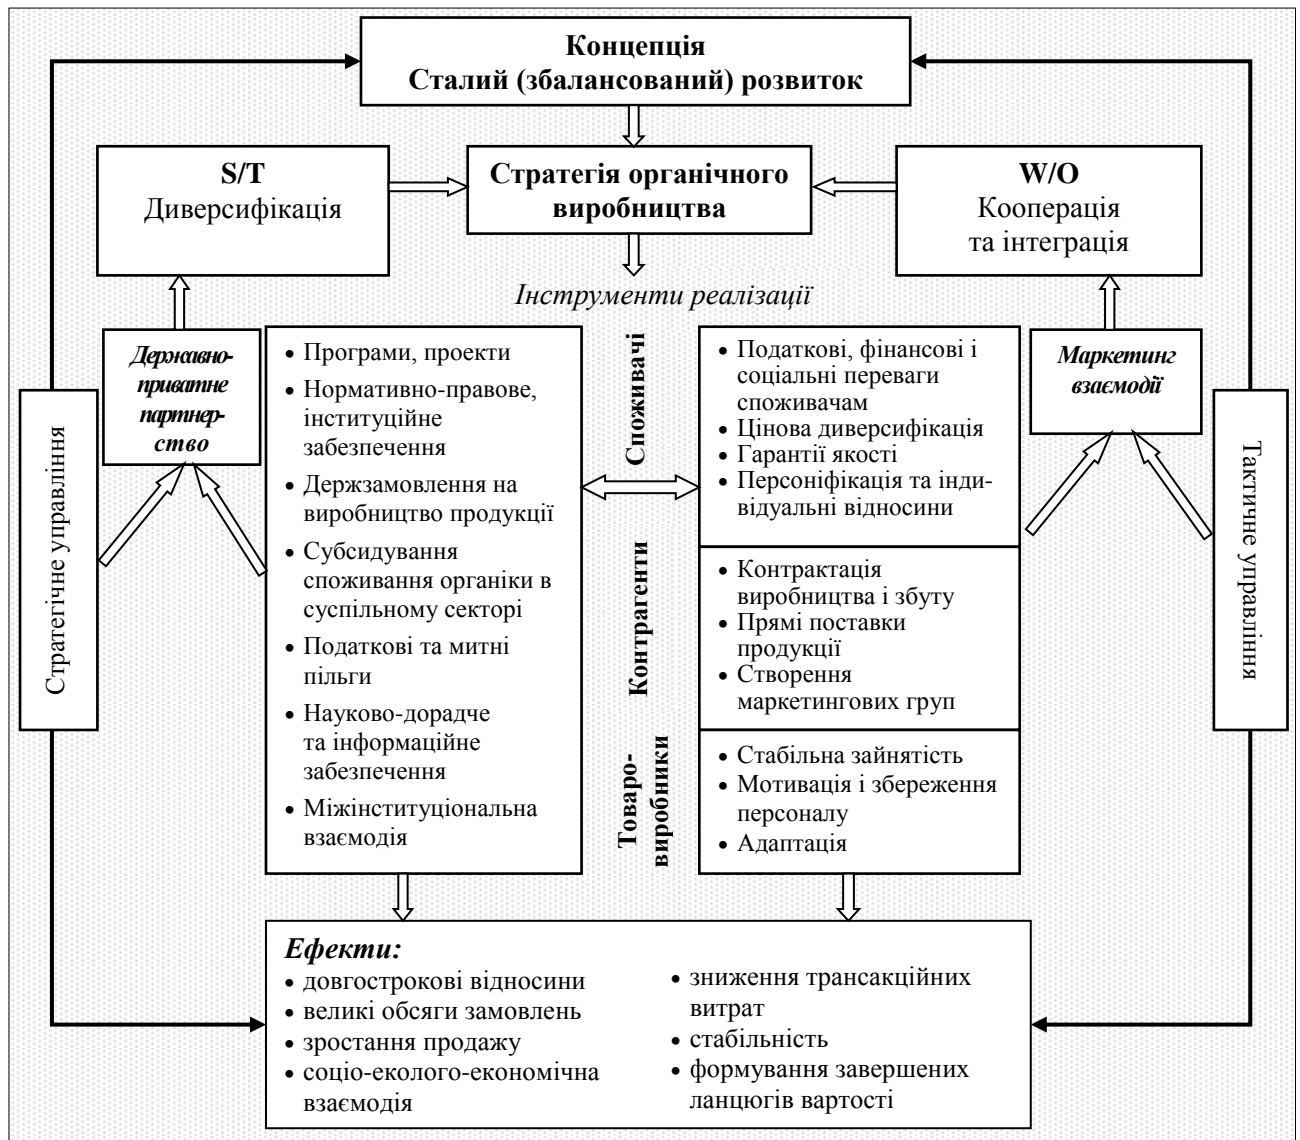 Концепція
Сталий (збалансований) розвиток
S/T
Диверсифікація
Стратегія органічного
виробництва
W/O
Кооперація
та інтеграція
Інструменти реалізації
Державно-
приватне
партнер-
ство
Маркетинг
взаємодії
Стратегічне управління
• Програми, проекти
• Нормативно-правове,
інституційне
забезпечення
• Держзамовлення на
виробництво продукції
• Субсидування
споживання органіки в
суспільному секторі
• Податкові та митні
пільги
• Науково-дорадче
та інформаційне
забезпечення
• Міжінституціональна
взаємодія
Споживачі
Контрагенти
Товаро-
виробники
• Податкові, фінансові і
соціальні переваги
споживачам
• Цінова диверсифікація
• Гарантії якості
• Персоніфікація та інди-
відуальні відносини
• Контрактація
виробництва і збуту
• Прямі поставки
продукції
• Створення
маркетингових груп
• Стабільна зайнятість
• Мотивація і збереження
персоналу
• Адаптація
Тактичне управління
Ефекти:
• довгострокові відносини
• великі обсяги замовлень
• зростання продажу
• соціо-еколого-економічна
взаємодія
• зниження трансакційних
витрат
• стабільність
• формування завершених
ланцюгів вартості